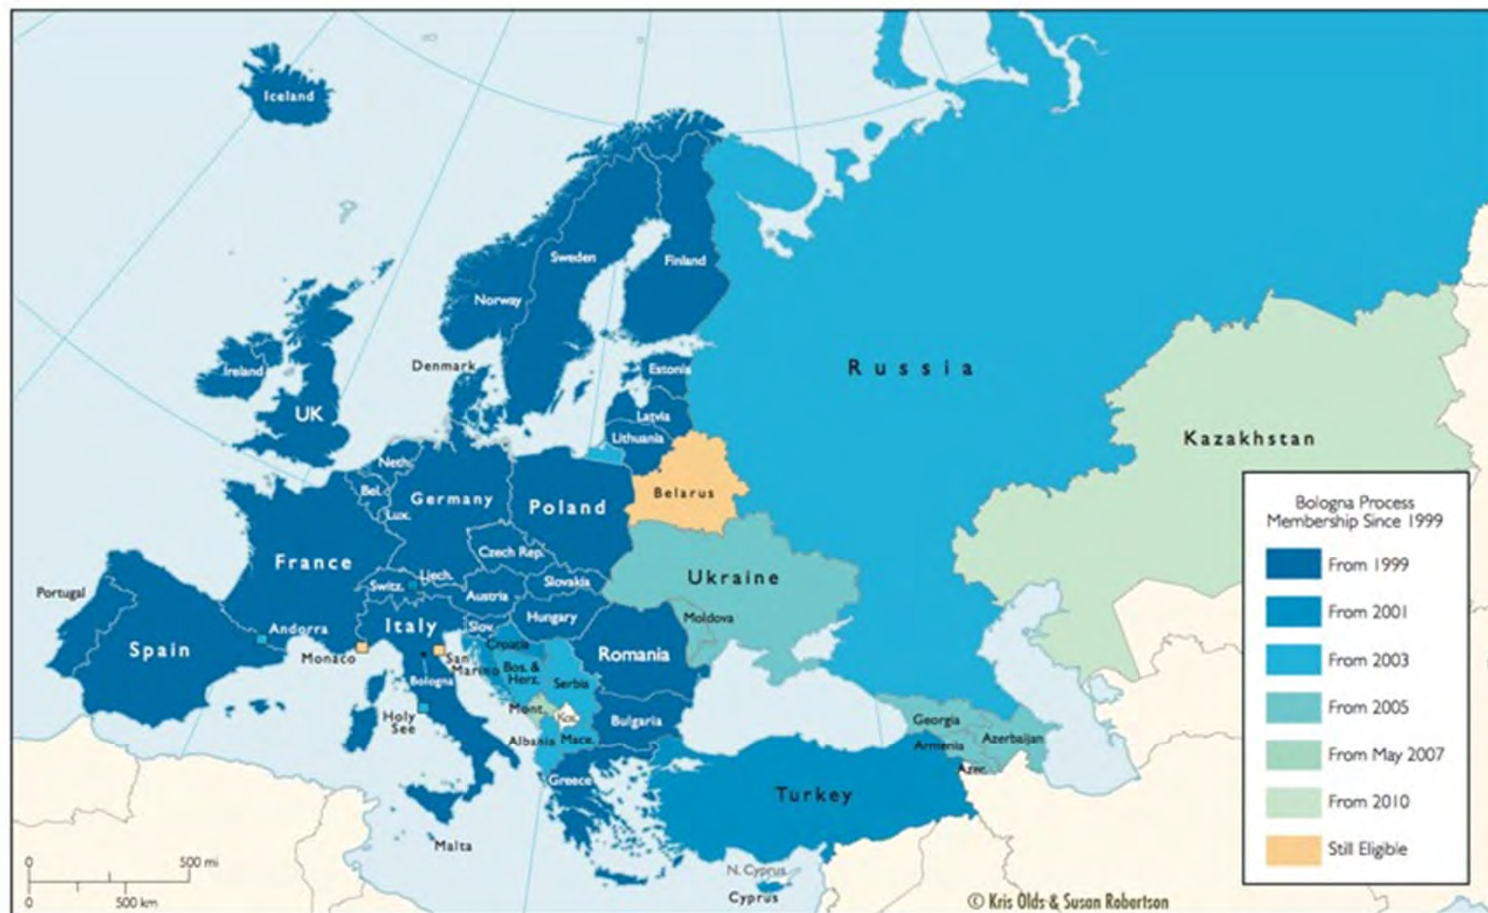 Iceland
Sweden
Finland
Norway
Denmark
Estonia
Ireland
Latvia
UK
Lithuania
Russia
Kazakhstan
Neth.
Bel.
Lux.
Germany
Poland
Belarus
Czech Rep.
France
Ukraine
Switz.
Liech.
Slovakia
Austria
Portugal
Hungary
Moldova
Andorra
Italy
Slov.
Spain
Croatia
Romania
Monaco
San
Marino
Bos. &
Herz.
Serbia
Bologna
Mont.
Kos.
Holy
See
Bulgaria
Georgia
Albania
Mace.
Azerbaijan
Armenia
Azer.
Greece
Turkey
Malta
N. Cyprus
Cyprus
Bologna Process
Membership Since 1999
From 1999
From 2001
From 2003
From 2005
From May 2007
From 2010
Still Eligible
0
500 mi
0
500 km
© Kris Olds & Susan Robertson